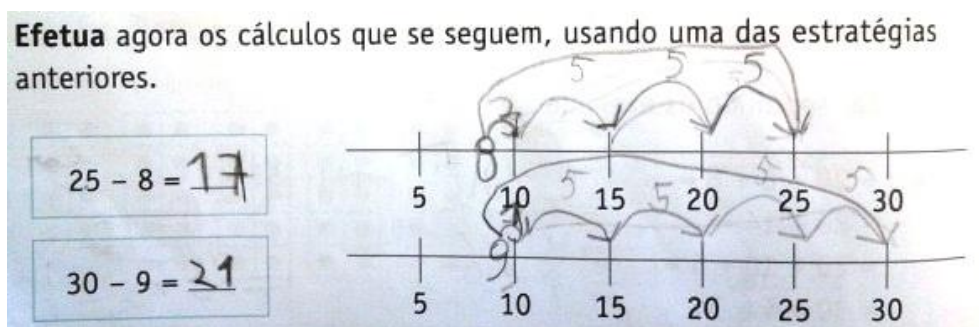 Efetua agora os cálculos que se seguem, usando uma das estratégias
anteriores.
5 5 5
25 - 8 = 17
8
5 10 15 20 25 30
5 5 5 5
30 - 9 = 21
9
5 10 15 20 25 30